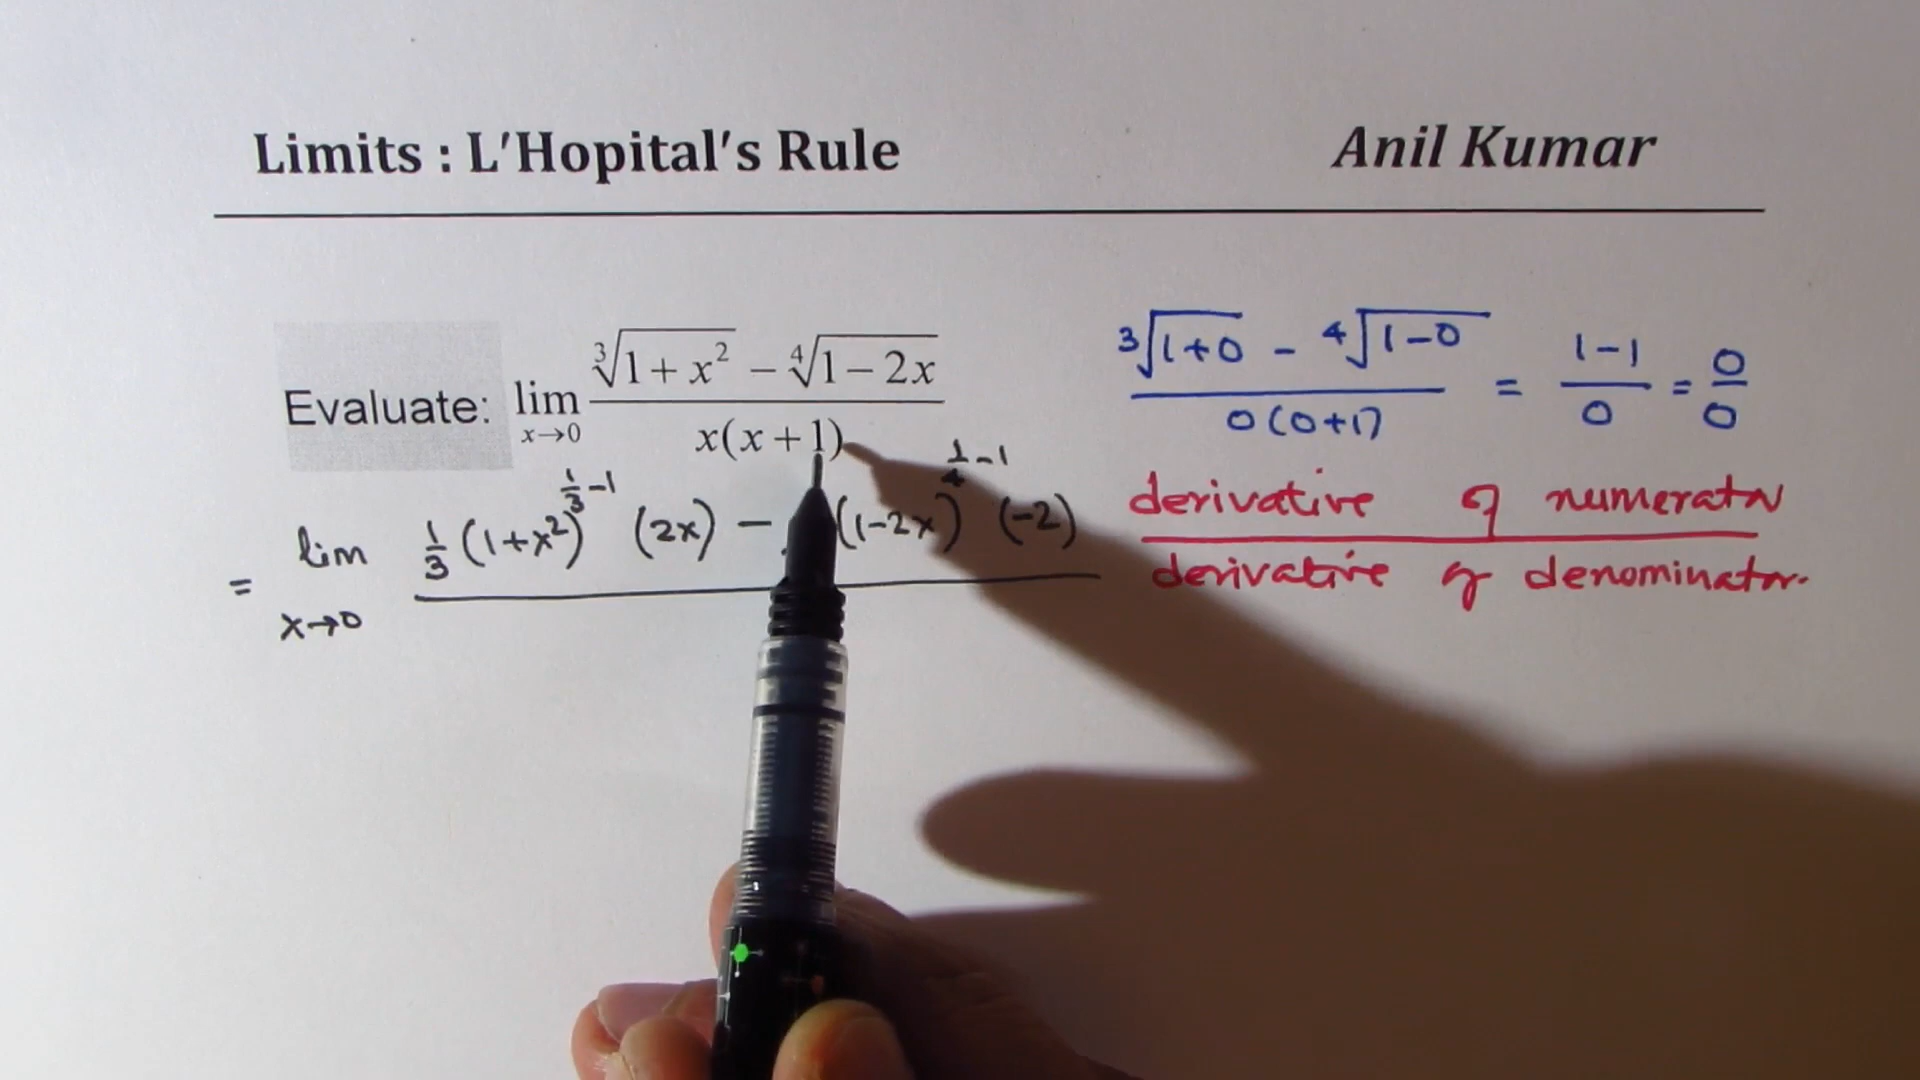 Limits : L'Hopital's Rule Anil Kumar
Evaluate: lim x→0 (∛(1 + x²) − ∜(1 − 2x)) / (x(x + 1))
(∛(1+0) − ∜(1−0)) / (0(0+1)) = (1−1)/0 = 0/0
= lim x→0 1/3 (1+x²)^(1/3 −1) (2x) − (1−2x)^(1/4 −1) (−2)
derivative of numerator
derivative of denominator.